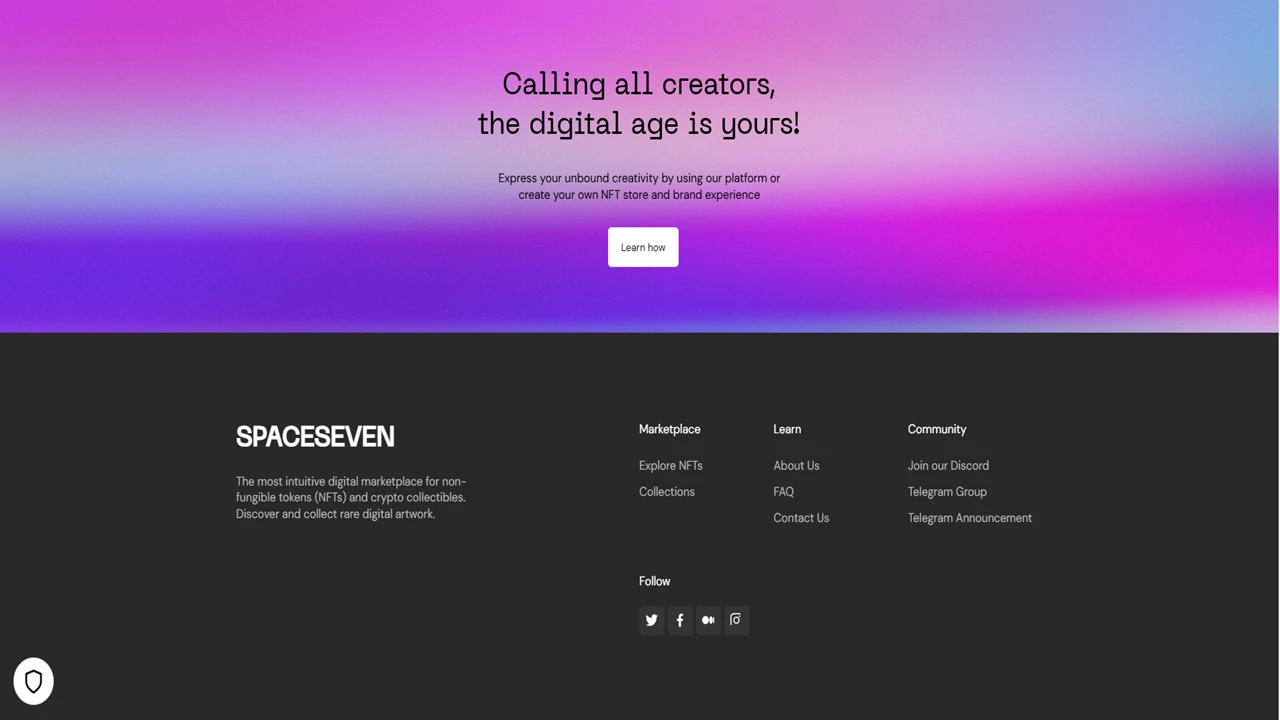 Calling all creators,
the digital age is yours!
Express your unbound creativity by using our platform or
create your own NFT store and brand experience
Learn how
SPACESEVEN
The most intuitive digital marketplace for non-
fungible tokens (NFTs) and crypto collectibles.
Discover and collect rare digital artwork.
Marketplace
Explore NFTs
Collections
Learn
About Us
FAQ
Contact Us
Community
Join our Discord
Telegram Group
Telegram Announcement
Follow